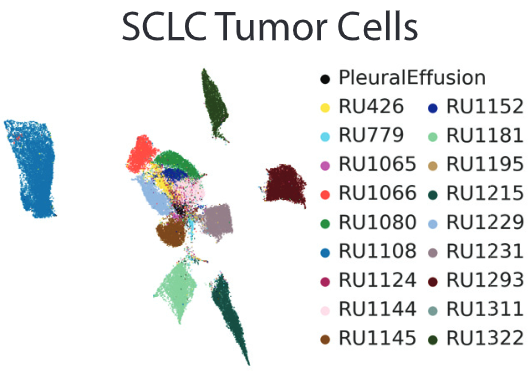 SCLC Tumor Cells
PleuralEffusion
RU426 RU1152
RU779 RU1181
RU1065 RU1195
RU1066 RU1215
RU1080 RU1229
RU1108 RU1231
RU1124 RU1293
RU1144 RU1311
RU1145 RU1322